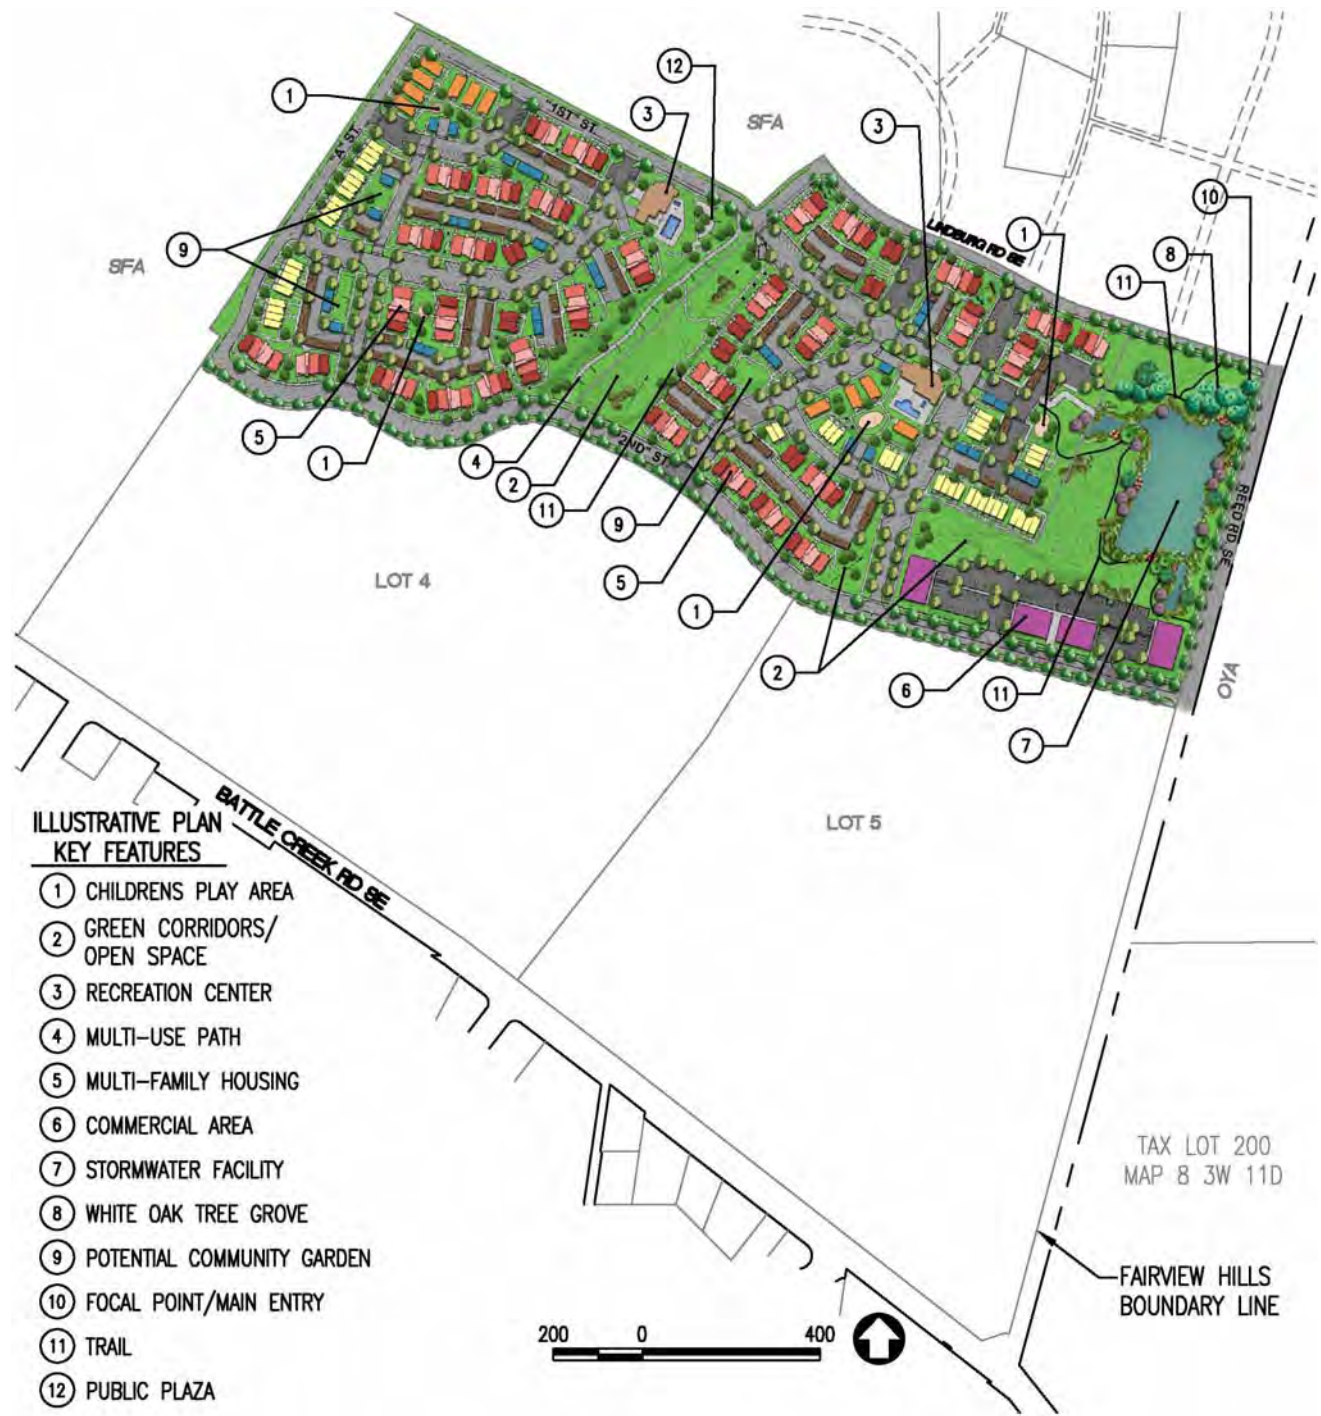 12
1
3
SFA
3
"1ST" ST.
"A" ST.
10
1
LINDBURG RD SE
8
9
SFA
11
5
1
4
2
11
9
"2ND" ST.
5
1
2
6
11
7
REED RD. SE
OYA
LOT 4
LOT 5
BATTLE CREEK RD SE
ILLUSTRATIVE PLAN
KEY FEATURES
1 CHILDRENS PLAY AREA
2 GREEN CORRIDORS/
OPEN SPACE
3 RECREATION CENTER
4 MULTI-USE PATH
5 MULTI-FAMILY HOUSING
6 COMMERCIAL AREA
7 STORMWATER FACILITY
8 WHITE OAK TREE GROVE
9 POTENTIAL COMMUNITY GARDEN
10 FOCAL POINT/MAIN ENTRY
11 TRAIL
12 PUBLIC PLAZA
TAX LOT 200
MAP 8 3W 11D
FAIRVIEW HILLS
BOUNDARY LINE
200 0 400